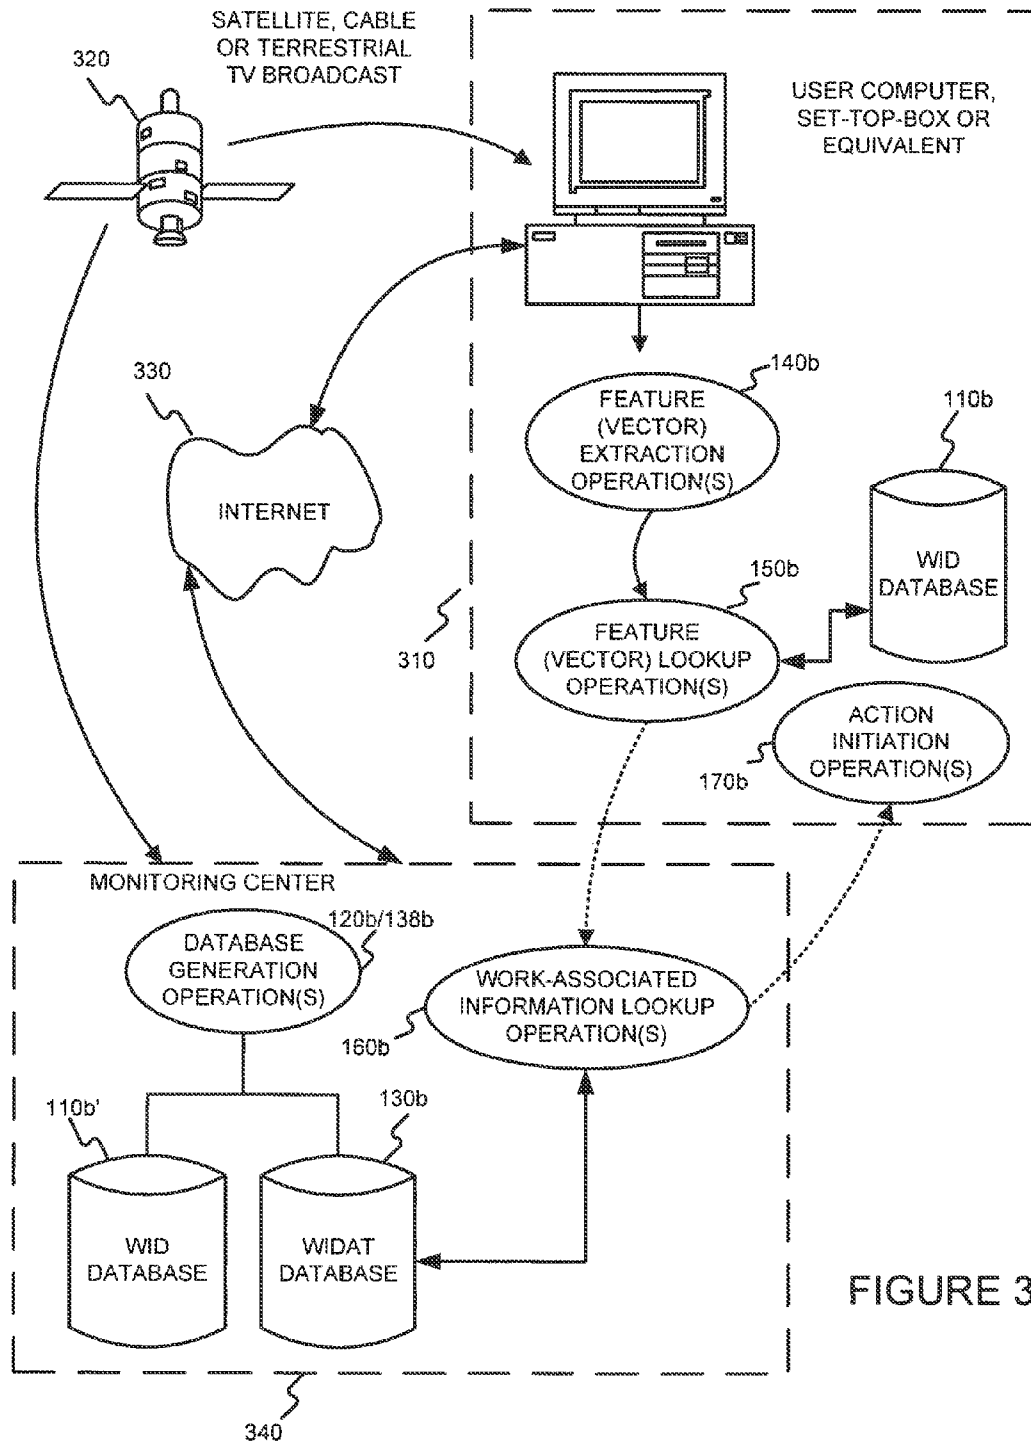 SATELLITE, CABLE
OR TERRESTRIAL
TV BROADCAST
320
USER COMPUTER,
SET-TOP-BOX OR
EQUIVALENT
330
INTERNET
140b
FEATURE
(VECTOR)
EXTRACTION
OPERATION(S)
110b
WID
DATABASE
150b
FEATURE
(VECTOR) LOOKUP
OPERATION(S)
310
ACTION
INITIATION
OPERATION(S)
170b
MONITORING CENTER
120b/138b
DATABASE
GENERATION
OPERATION(S)
WORK-ASSOCIATED
INFORMATION LOOKUP
OPERATION(S)
160b
110b'
130b
WID
DATABASE
WIDAT
DATABASE
FIGURE 3
340